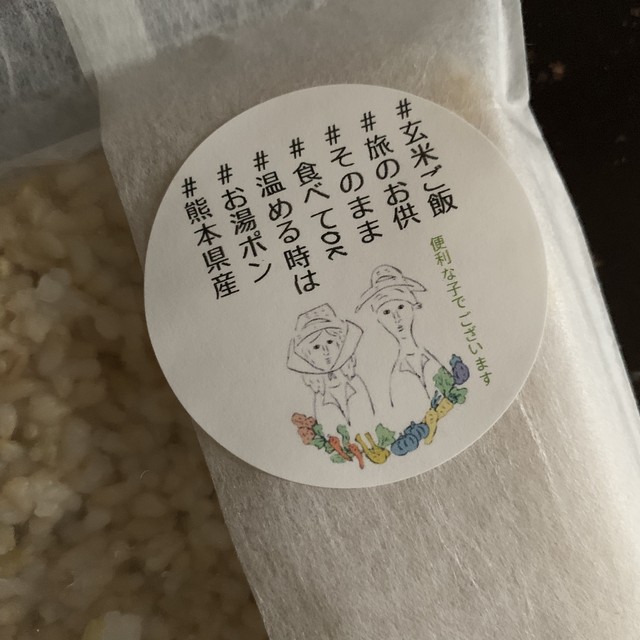 #玄米ご飯
#旅のお供
#そのまま
#食べてOK
#温める時は
#お湯ポン
#熊本県産
便利な子でございます